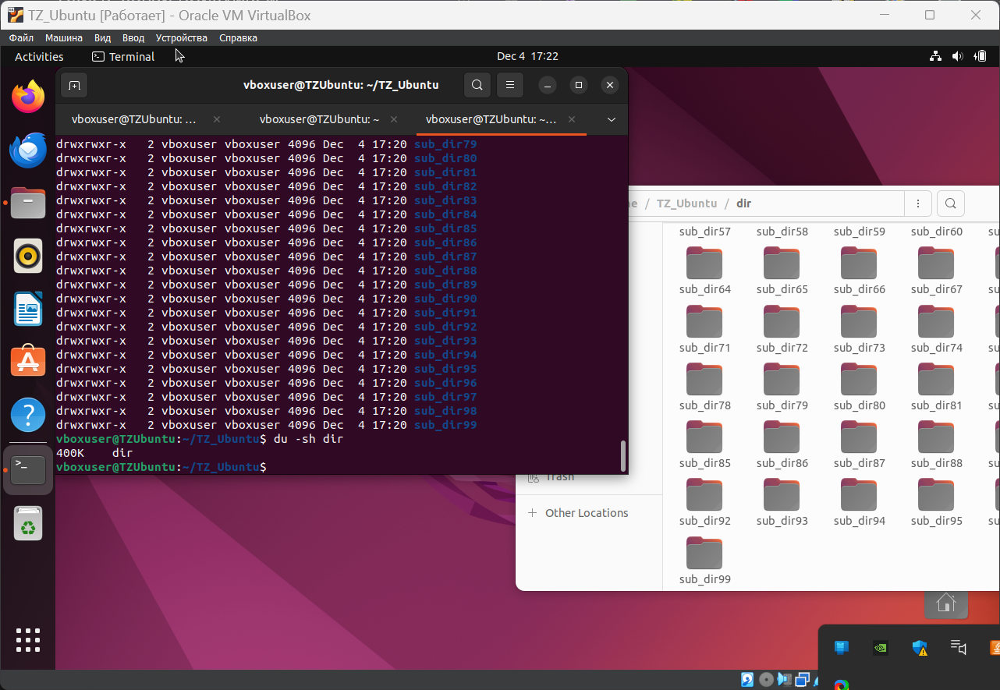 TZ_Ubuntu [Работает] - Oracle VM VirtualBox
Файл Машина Вид Ввод Устройства Справка
Activities Terminal Dec 4 17:22
vboxuser@TZUbuntu: ~/TZ_Ubuntu
vboxuser@TZUbuntu: ... vboxuser@TZUbuntu: ~ vboxuser@TZUbuntu: ~...
drwxrwxr-x 2 vboxuser vboxuser 4096 Dec 4 17:20 sub_dir79
drwxrwxr-x 2 vboxuser vboxuser 4096 Dec 4 17:20 sub_dir80
drwxrwxr-x 2 vboxuser vboxuser 4096 Dec 4 17:20 sub_dir81
drwxrwxr-x 2 vboxuser vboxuser 4096 Dec 4 17:20 sub_dir82
drwxrwxr-x 2 vboxuser vboxuser 4096 Dec 4 17:20 sub_dir83
drwxrwxr-x 2 vboxuser vboxuser 4096 Dec 4 17:20 sub_dir84
drwxrwxr-x 2 vboxuser vboxuser 4096 Dec 4 17:20 sub_dir85
drwxrwxr-x 2 vboxuser vboxuser 4096 Dec 4 17:20 sub_dir86
drwxrwxr-x 2 vboxuser vboxuser 4096 Dec 4 17:20 sub_dir87
drwxrwxr-x 2 vboxuser vboxuser 4096 Dec 4 17:20 sub_dir88
drwxrwxr-x 2 vboxuser vboxuser 4096 Dec 4 17:20 sub_dir89
drwxrwxr-x 2 vboxuser vboxuser 4096 Dec 4 17:20 sub_dir90
drwxrwxr-x 2 vboxuser vboxuser 4096 Dec 4 17:20 sub_dir91
drwxrwxr-x 2 vboxuser vboxuser 4096 Dec 4 17:20 sub_dir92
drwxrwxr-x 2 vboxuser vboxuser 4096 Dec 4 17:20 sub_dir93
drwxrwxr-x 2 vboxuser vboxuser 4096 Dec 4 17:20 sub_dir94
drwxrwxr-x 2 vboxuser vboxuser 4096 Dec 4 17:20 sub_dir95
drwxrwxr-x 2 vboxuser vboxuser 4096 Dec 4 17:20 sub_dir96
drwxrwxr-x 2 vboxuser vboxuser 4096 Dec 4 17:20 sub_dir97
drwxrwxr-x 2 vboxuser vboxuser 4096 Dec 4 17:20 sub_dir98
drwxrwxr-x 2 vboxuser vboxuser 4096 Dec 4 17:20 sub_dir99
vboxuser@TZUbuntu:~/TZ_Ubuntu$ du -sh dir
400K dir
vboxuser@TZUbuntu:~/TZ_Ubuntu$
/ TZ_Ubuntu / dir
sub_dir57 sub_dir58 sub_dir59 sub_dir60
sub_dir64 sub_dir65 sub_dir66 sub_dir67
sub_dir71 sub_dir72 sub_dir73 sub_dir74
sub_dir78 sub_dir79 sub_dir80 sub_dir81
sub_dir85 sub_dir86 sub_dir87 sub_dir88
sub_dir92 sub_dir93 sub_dir94 sub_dir95
sub_dir99
Trash
Other Locations